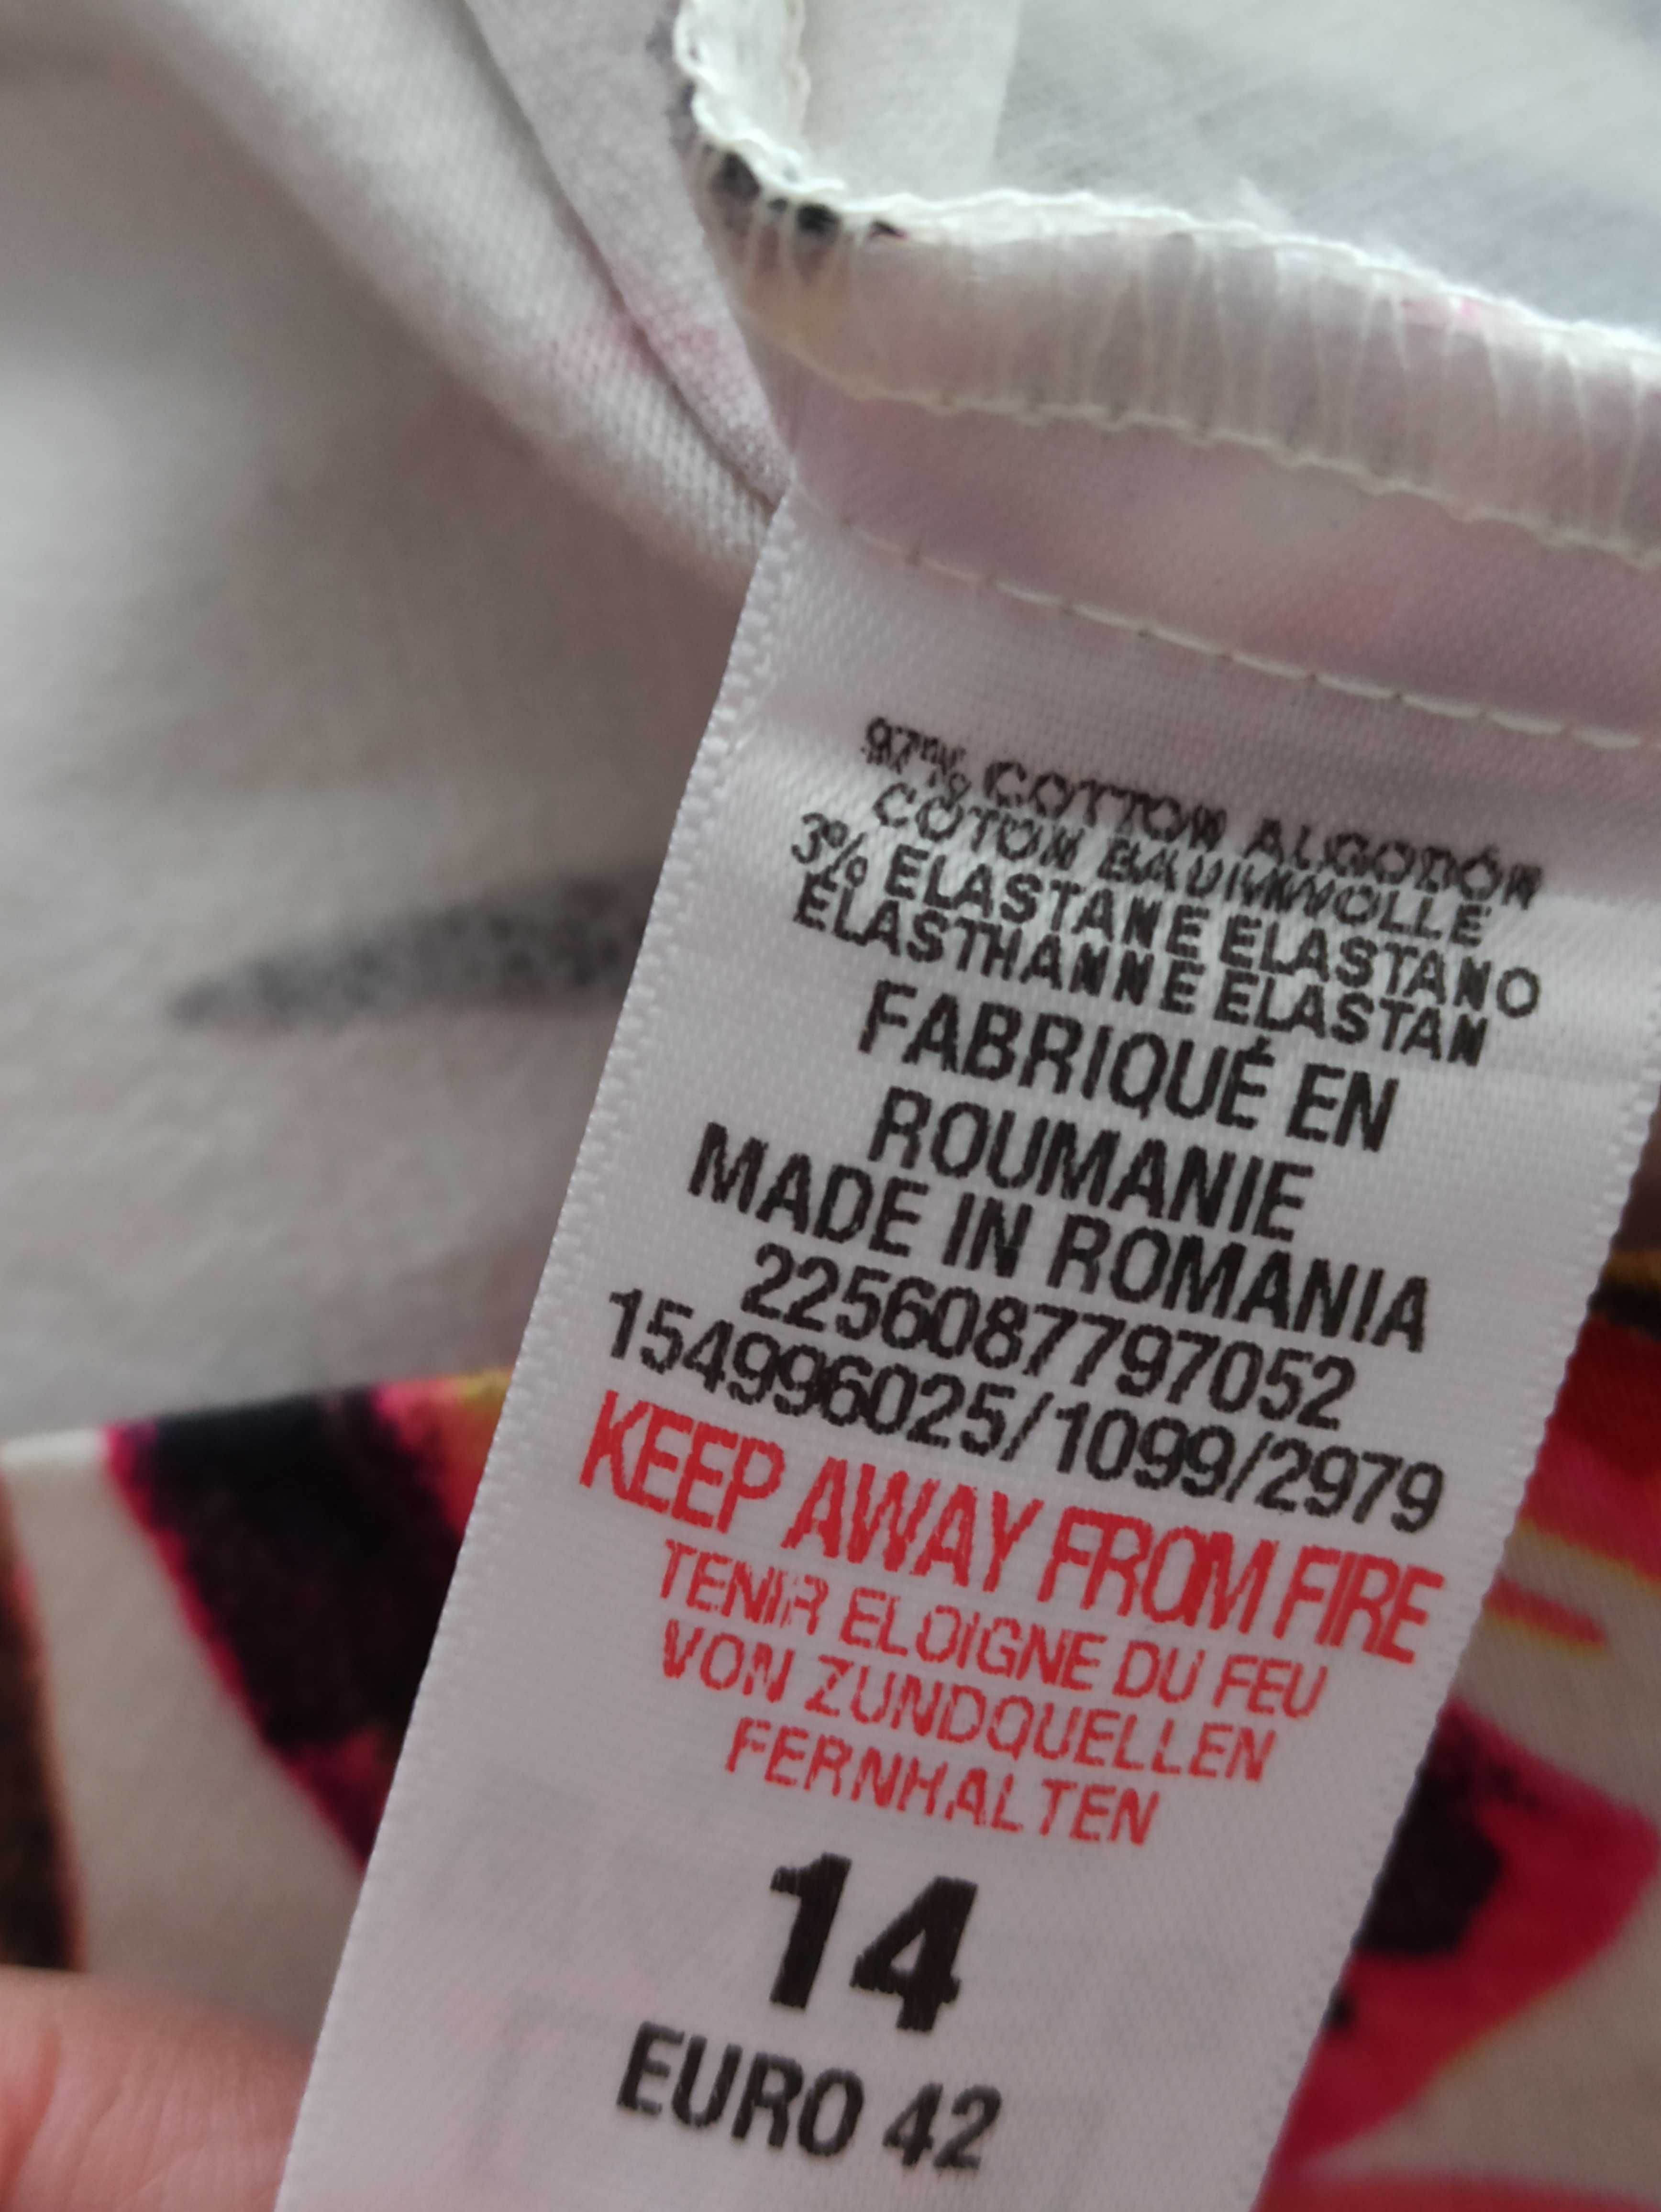 97% COTTON ALGODÓN
COTON BAUMWOLLE
3% ELASTANE ELASTANO
ELASTHANNE ELASTAN
FABRIQUÉ EN
ROUMANIE
MADE IN ROMANIA
2256087797052
154996025/1099/2979
KEEP AWAY FROM FIRE
TENIR ELOIGNE DU FEU
VON ZUNDQUELLEN
FERNHALTEN
14
EURO 42